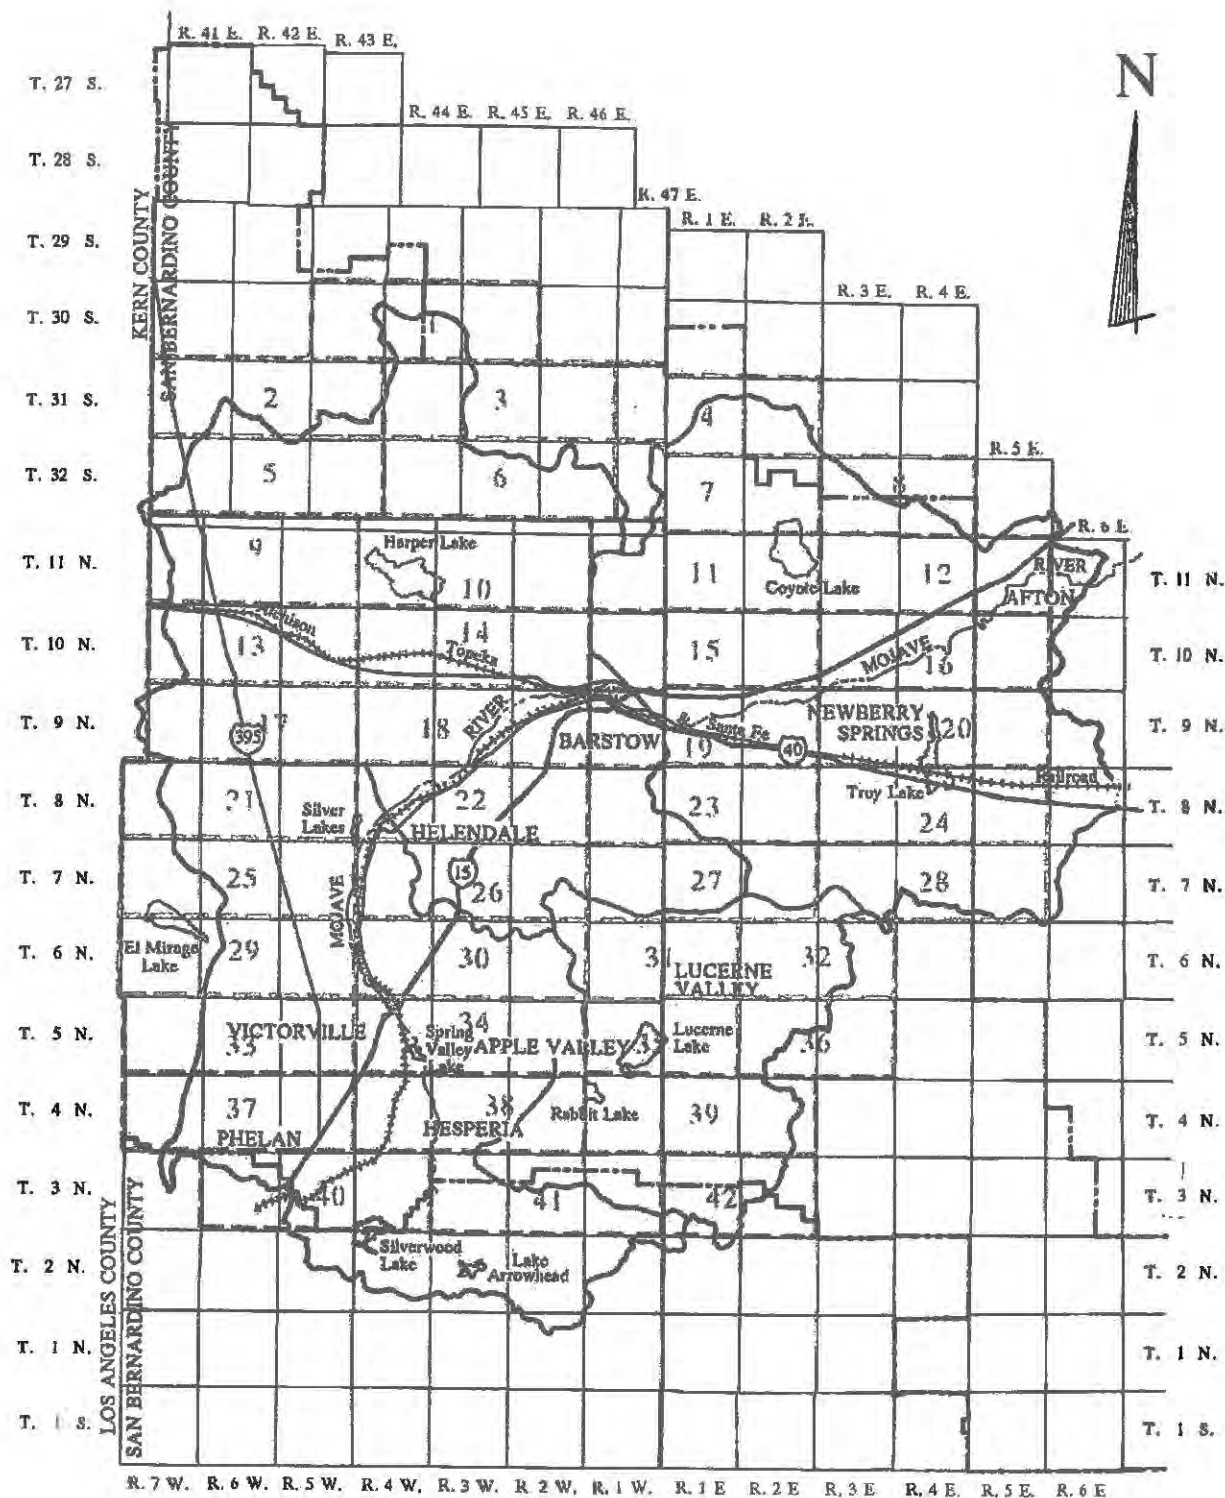 R. 41 E. R. 42 E. R. 43 E.
N
T. 27 S.
R. 44 E. R. 45 E. R. 46 E.
T. 28 S.
R. 47 E.
KERN COUNTY
SAN BERNARDINO COUNTY
R. 1 E. R. 2 E.
T. 29 S.
R. 3 E. R. 4 E.
T. 30 S.
T. 31 S. 2 3 4
R. 5 E.
T. 32 S. 5 6 7 8
R. 6 E
T. 11 N. 9 Harper Lake 10 11 Coyote Lake 12 RIVER T. 11 N.
AFTON
T. 10 N. 13 14 Topeka 15 MOJAVE 16 T. 10 N.
T. 9 N. 17 395 18 RIVER BARSTOW & Santa Fe 19 40 NEWBERRY SPRINGS 20 T. 9 N.
Railroad
T. 8 N. 21 Silver Lakes 22 HELENDALE 23 Troy Lake 24 T. 8 N.
T. 7 N. 25 MOJAVE 15 26 27 28 T. 7 N.
T. 6 N. El Mirage Lake 29 30 31 LUCERNE VALLEY 32 T. 6 N.
T. 5 N. VICTORVILLE 33 34 Spring Valley Lake APPLE VALLEY Lucerne Lake 36 T. 5 N.
T. 4 N. 37 PHELAN 38 HESPERIA Rabbit Lake 39 T. 4 N.
T. 3 N. 40 41 42 T. 3 N.
LOS ANGELES COUNTY
SAN BERNARDINO COUNTY
T. 2 N. Silverwood Lake Lake Arrowhead T. 2 N.
T. 1 N. T. 1 N.
T. 1 S. T. 1 S.
R. 7 W. R. 6 W. R. 5 W. R. 4 W. R. 3 W. R. 2 W. R. 1 W. R. 1 E R. 2 E R. 3 E R. 4 E. R. 5 E. R. 6 E